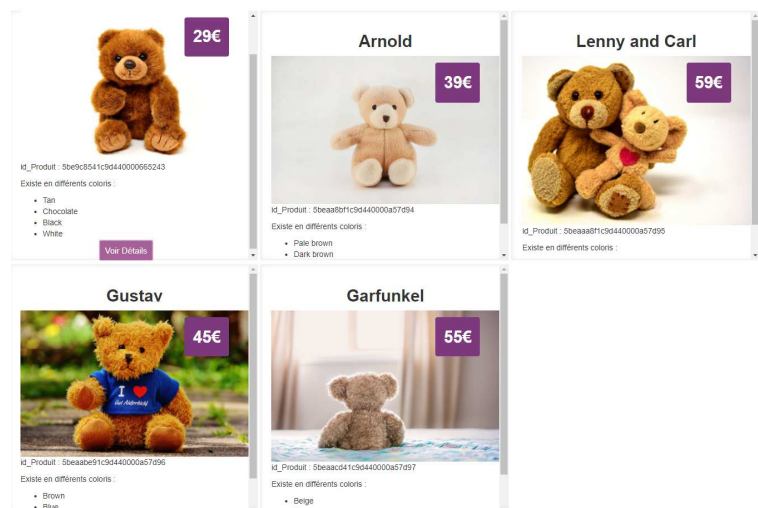 29€
id_Produit : 5be9c8541c9d440000665243
Existe en différents coloris :
Tan
Chocolate
Black
White
Voir Détails
Arnold
39€
id_Produit : 5beaa8bf1c9d440000a57d94
Existe en différents coloris :
Pale brown
Dark brown
Lenny and Carl
59€
id_Produit : 5beaaa8f1c9d440000a57d95
Existe en différents coloris :
Gustav
45€
I
id_Produit : 5beaabe91c9d440000a57d96
Existe en différents coloris :
Brown
Blue
Garfunkel
55€
id_Produit : 5beaacd41c9d440000a57d97
Existe en différents coloris :
Beige